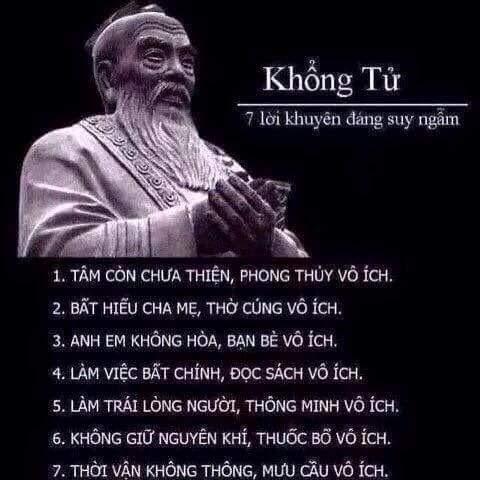 Khổng Tử
7 lời khuyên đáng suy ngẫm
1. TÂM CÒN CHƯA THIỆN, PHONG THỦY VÔ ÍCH.
2. BẤT HIẾU CHA MẸ, THỜ CÚNG VÔ ÍCH.
3. ANH EM KHÔNG HÒA, BẠN BÈ VÔ ÍCH.
4. LÀM VIỆC BẤT CHÍNH, ĐỌC SÁCH VÔ ÍCH.
5. LÀM TRÁI LÒNG NGƯỜI, THÔNG MINH VÔ ÍCH.
6. KHÔNG GIỮ NGUYÊN KHÍ, THUỐC BỔ VÔ ÍCH.
7. THỜI VẬN KHÔNG THÔNG, MƯU CẦU VÔ ÍCH.